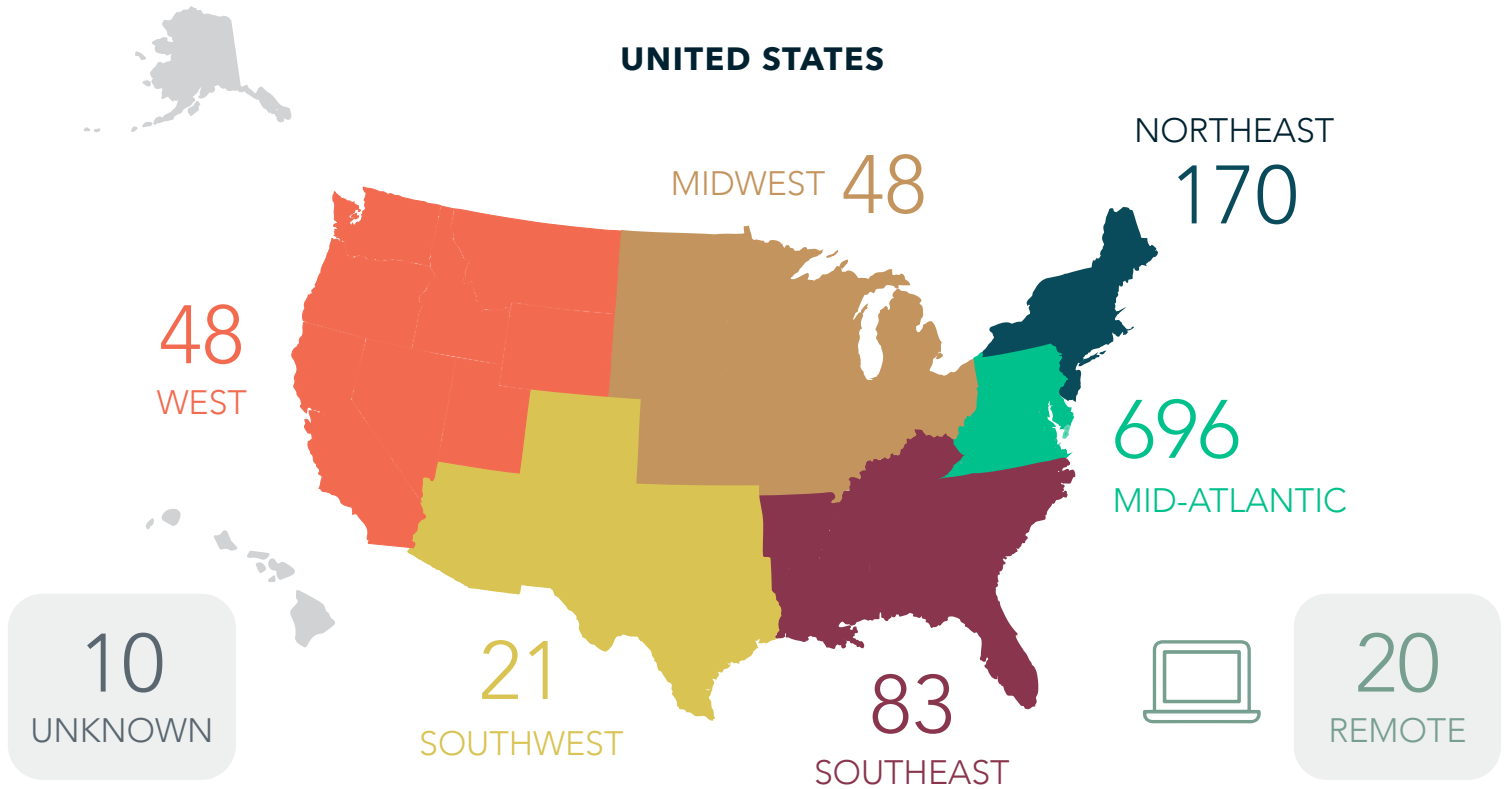 UNITED STATES
NORTHEAST
170
MIDWEST 48
48
WEST
696
MID-ATLANTIC
10
UNKNOWN
21
SOUTHWEST
83
SOUTHEAST
20
REMOTE